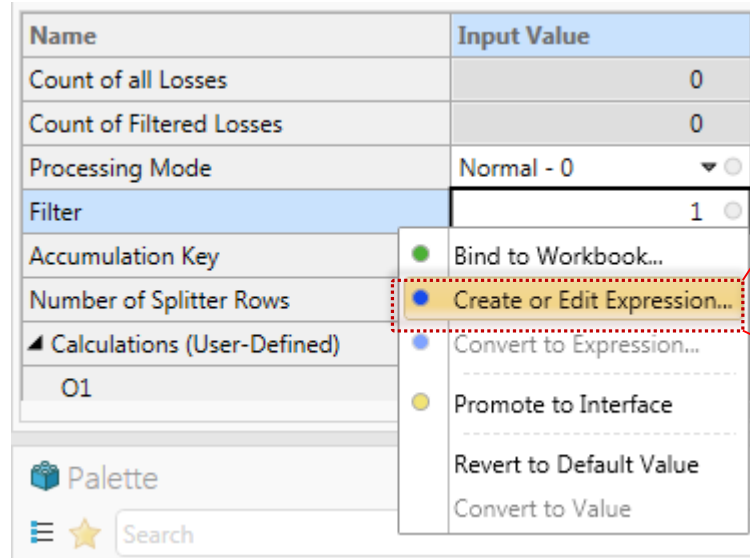 Name Input Value
Count of all Losses 0
Count of Filtered Losses 0
Processing Mode Normal - 0
Filter 1
Accumulation Key
Number of Splitter Rows
Calculations (User-Defined)
O1
Bind to Workbook...
Create or Edit Expression...
Convert to Expression...
Promote to Interface
Revert to Default Value
Convert to Value
Palette
Search